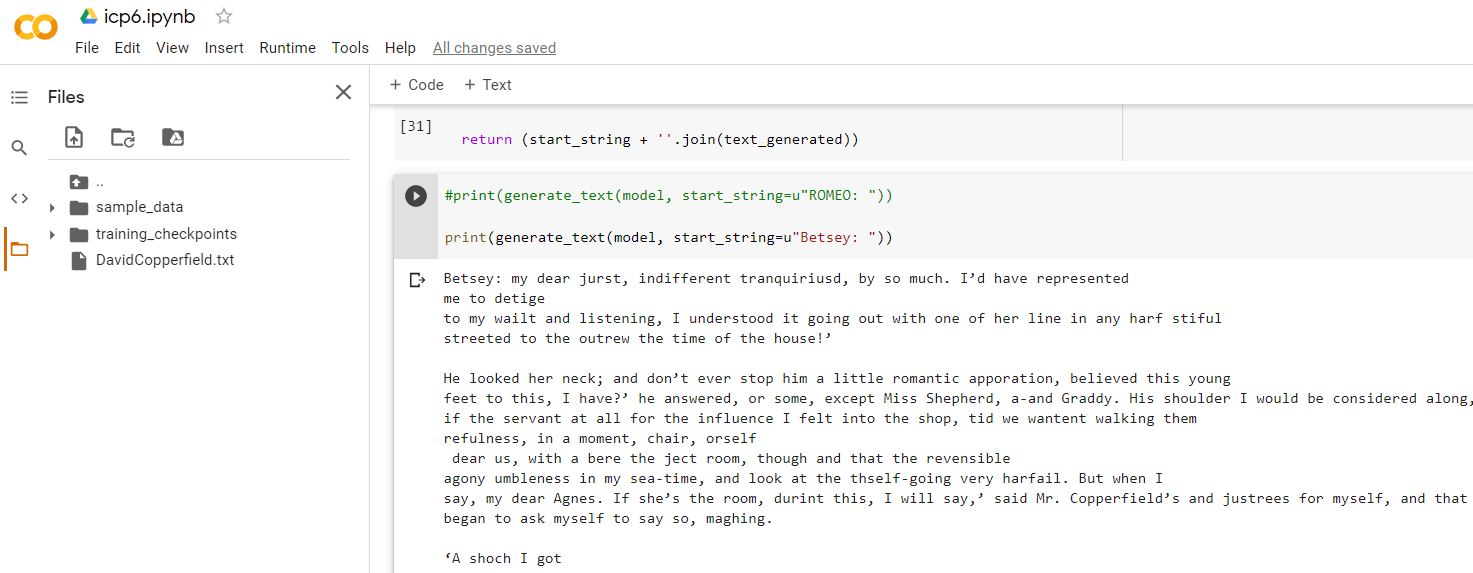 icp6.ipynb
File Edit View Insert Runtime Tools Help All changes saved
Files
+ Code + Text
..
sample_data
training_checkpoints
DavidCopperfield.txt
[31]
return (start_string + ''.join(text_generated))
#print(generate_text(model, start_string=u"ROMEO: "))
print(generate_text(model, start_string=u"Betsey: "))
Betsey: my dear jurst, indifferent tranquiriusd, by so much. I’d have represented
me to detige
to my wailt and listening, I understood it going out with one of her line in any harf stiful
streeted to the outrew the time of the house!’
He looked her neck; and don’t ever stop him a little romantic apporation, believed this young
feet to this, I have?’ he answered, or some, except Miss Shepherd, a-and Graddy. His shoulder I would be considered along,
if the servant at all for the influence I felt into the shop, tid we wantent walking them
refulness, in a moment, chair, orself
dear us, with a bere the ject room, though and that the revensible
agony umbleness in my sea-time, and look at the thself-going very harfail. But when I
say, my dear Agnes. If she’s the room, durint this, I will say,’ said Mr. Copperfield’s and justrees for myself, and that
began to ask myself to say so, maghing.
‘A shoch I got